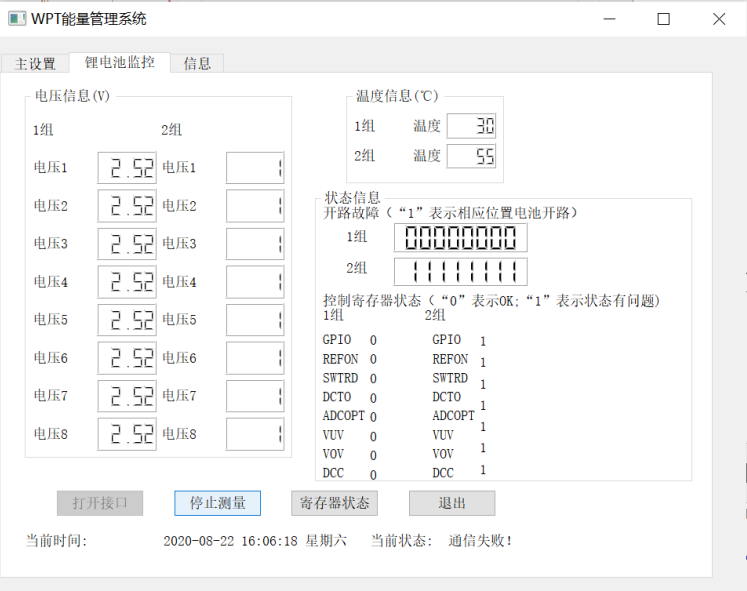 WPT能量管理系统
主设置 锂电池监控 信息
电压信息(V)
1组 2组
电压1 2.52 电压1 1
电压2 2.52 电压2 1
电压3 2.52 电压3 1
电压4 2.52 电压4 1
电压5 2.52 电压5 1
电压6 2.52 电压6 1
电压7 2.52 电压7 1
电压8 2.52 电压8 1
温度信息(℃)
1组 温度 30
2组 温度 55
状态信息
开路故障(“1”表示相应位置电池开路)
1组 00000000
2组 11111111
控制寄存器状态(“0”表示OK;“1”表示状态有问题)
1组 2组
GPIO 0 GPIO 1
REFON 0 REFON 1
SWTRD 0 SWTRD 1
DCTO 0 DCTO 1
ADCOPT 0 ADCOPT 1
VUV 0 VUV 1
VOV 0 VOV 1
DCC 0 DCC 1
打开接口 停止测量 寄存器状态 退出
当前时间: 2020-08-22 16:06:18 星期六 当前状态: 通信失败!